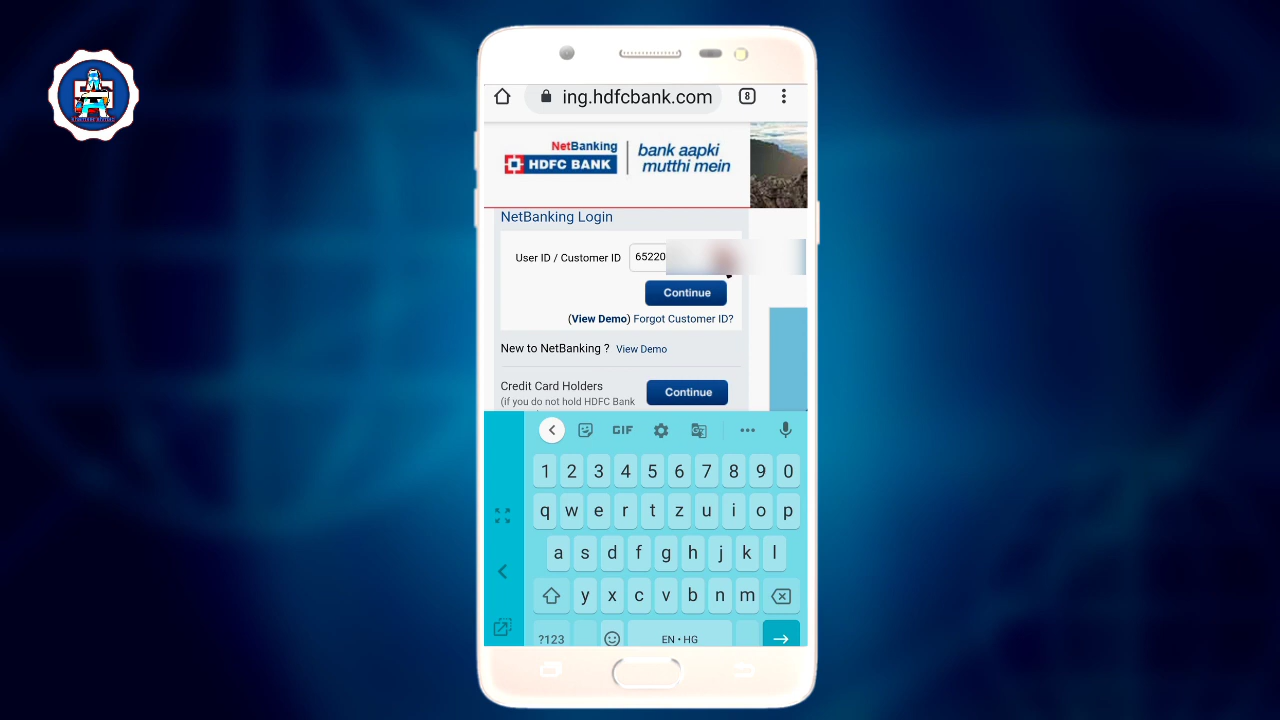 ing.hdfcbank.com
8
NetBanking
HDFC BANK
bank aapki
mutthi mein
NetBanking Login
User ID / Customer ID
65220
Continue
(View Demo) Forgot Customer ID?
New to NetBanking ? View Demo
Credit Card Holders
Continue
(if you do not hold HDFC Bank
GIF
1 2 3 4 5 6 7 8 9 0
q w e r t z u i o p
a s d f g h j k l
y x c v b n m
?123
EN • HG